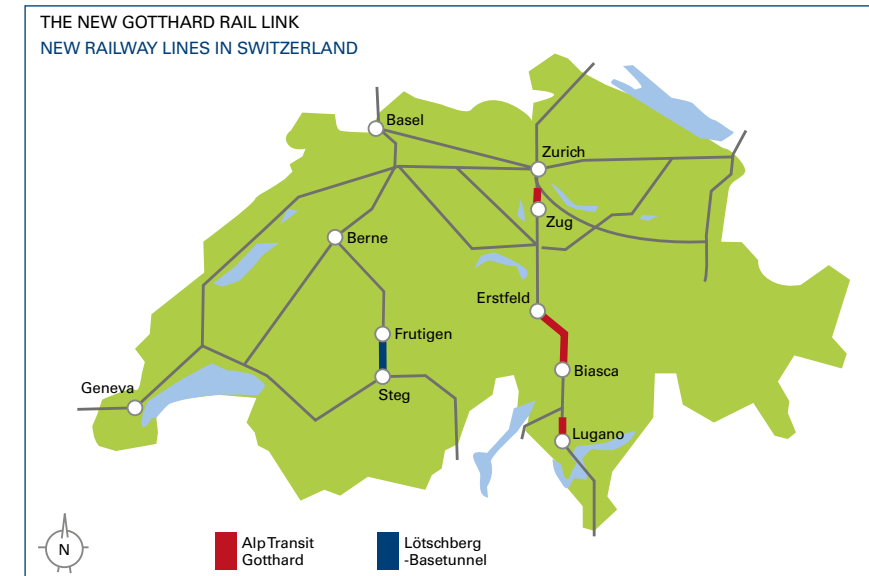 THE NEW GOTTHARD RAIL LINK
NEW RAILWAY LINES IN SWITZERLAND
Basel
Zurich
Zug
Berne
Erstfeld
Frutigen
Biasca
Steg
Geneva
Lugano
N
AlpTransit
Gotthard
Lötschberg
-Basetunnel